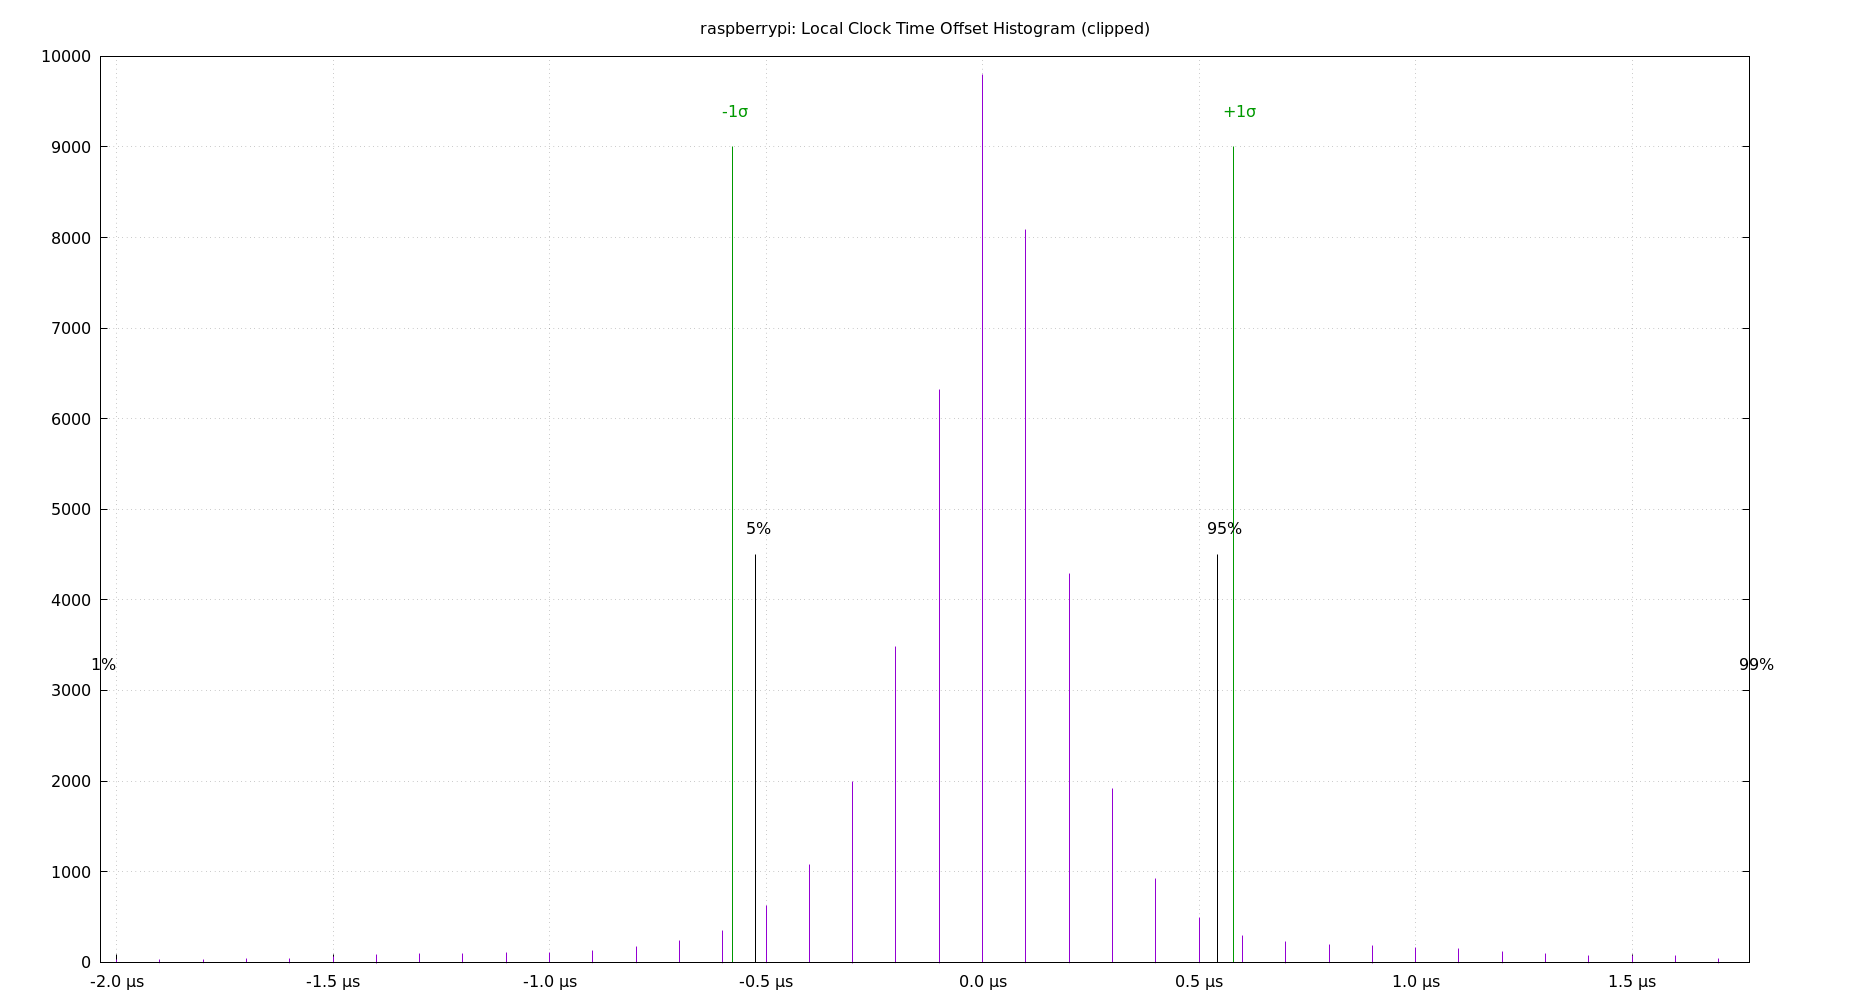 raspberrypi: Local Clock Time Offset Histogram (clipped)
10000
-1σ
+1σ
9000
8000
7000
6000
5000
5%
95%
4000
1%
99%
3000
2000
1000
0
-2.0 µs
-1.5 µs
-1.0 µs
-0.5 µs
0.0 µs
0.5 µs
1.0 µs
1.5 µs